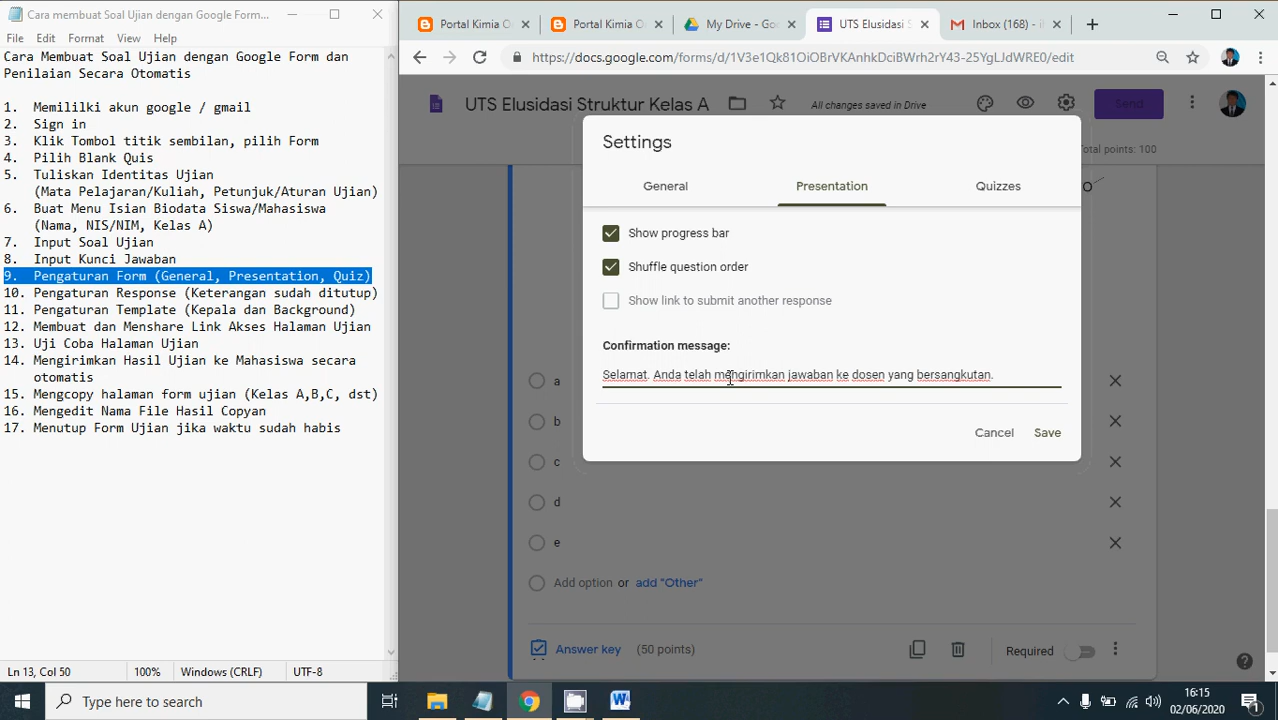 Cara membuat Soal Ujian dengan Google Form...
File Edit Format View Help
Cara Membuat Soal Ujian dengan Google Form dan
Penilaian Secara Otomatis
1. Memililki akun google / gmail
2. Sign in
3. Klik Tombol titik sembilan, pilih Form
4. Pilih Blank Quis
5. Tuliskan Identitas Ujian
(Mata Pelajaran/Kuliah, Petunjuk/Aturan Ujian)
6. Buat Menu Isian Biodata Siswa/Mahasiswa
(Nama, NIS/NIM, Kelas A)
7. Input Soal Ujian
8. Input Kunci Jawaban
9. Pengaturan Form (General, Presentation, Quiz)
10. Pengaturan Response (Keterangan sudah ditutup)
11. Pengaturan Template (Kepala dan Background)
12. Membuat dan Menshare Link Akses Halaman Ujian
13. Uji Coba Halaman Ujian
14. Mengirimkan Hasil Ujian ke Mahasiswa secara
otomatis
15. Mengcopy halaman form ujian (Kelas A,B,C, dst)
16. Mengedit Nama File Hasil Copyan
17. Menutup Form Ujian jika waktu sudah habis
Ln 13, Col 50 100% Windows (CRLF) UTF-8
Portal Kimia O Portal Kimia O My Drive - Goo UTS Elusidasi S Inbox (168) - i
https://docs.google.com/forms/d/1V3e1Qk81OiOBrVKAnhkDciBWrh2rY43-25YgLJdWRE0/edit
UTS Elusidasi Struktur Kelas A All changes saved in Drive Send
Total points: 100
O
Settings
General Presentation Quizzes
Show progress bar
Shuffle question order
Show link to submit another response
Confirmation message:
Selamat. Anda telah mengirimkan jawaban ke dosen yang bersangkutan.
Cancel Save
a
b
c
d
e
Add option or add "Other"
Answer key (50 points) Required
Type here to search
16:15
02/06/2020
1